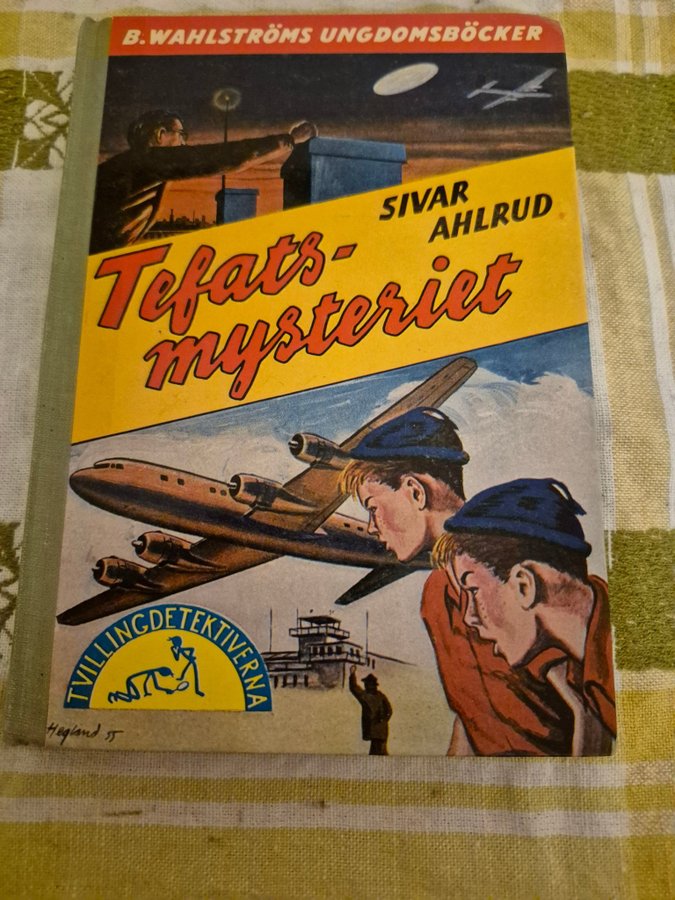 B. WAHLSTRÖMS UNGDOMSBÖCKER
SIVAR
AHLRUD
Tefats-
mysteriet
TVILLINGDETEKTIVERNA
Hegland 55